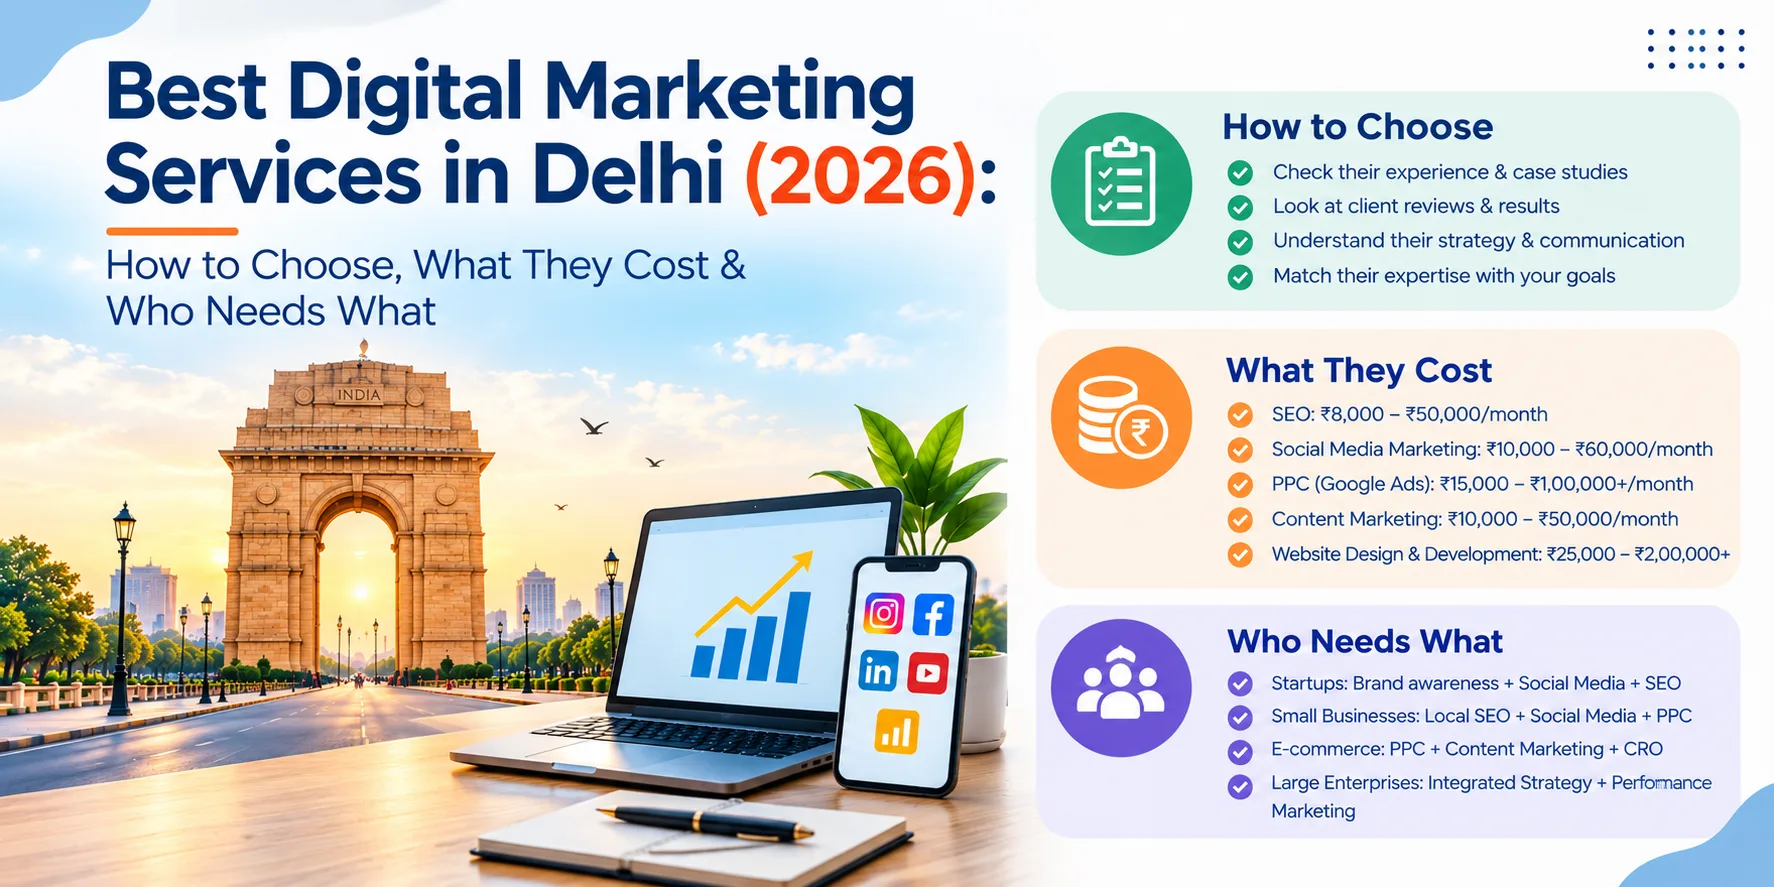 Best Digital Marketing
Services in Delhi (2026):
How to Choose, What They Cost &
Who Needs What
INDIA
in
How to Choose
Check their experience & case studies
Look at client reviews & results
Understand their strategy & communication
Match their expertise with your goals
What They Cost
SEO: ₹8,000 – ₹50,000/month
Social Media Marketing: ₹10,000 – ₹60,000/month
PPC (Google Ads): ₹15,000 – ₹1,00,000+/month
Content Marketing: ₹10,000 – ₹50,000/month
Website Design & Development: ₹25,000 – ₹2,00,000+
Who Needs What
Startups: Brand awareness + Social Media + SEO
Small Businesses: Local SEO + Social Media + PPC
E-commerce: PPC + Content Marketing + CRO
Large Enterprises: Integrated Strategy + Performance
Marketing